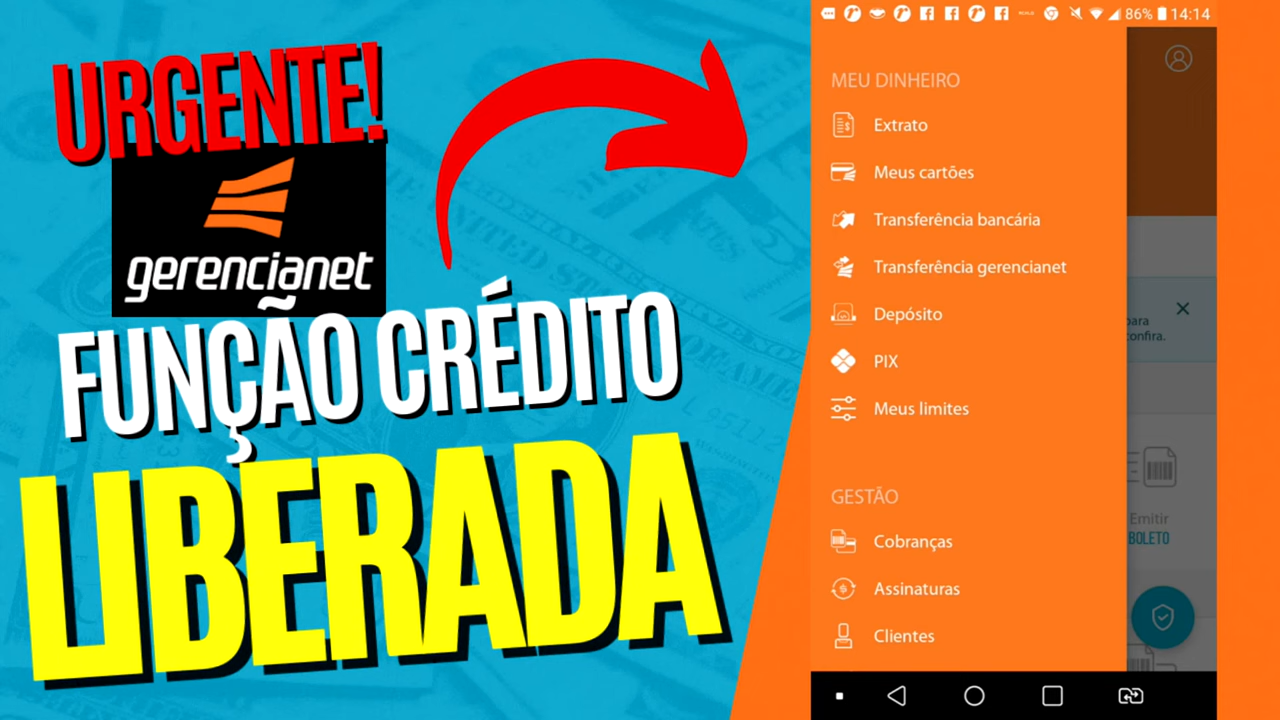 URGENTE!
gerencianet
FUNÇÃO CRÉDITO
LIBERADA
86% 14:14
MEU DINHEIRO
Extrato
Meus cartões
Transferência bancária
Transferência gerencianet
Depósito
PIX
Meus limites
GESTÃO
Cobranças
Assinaturas
Clientes
Emitir
BOLETO